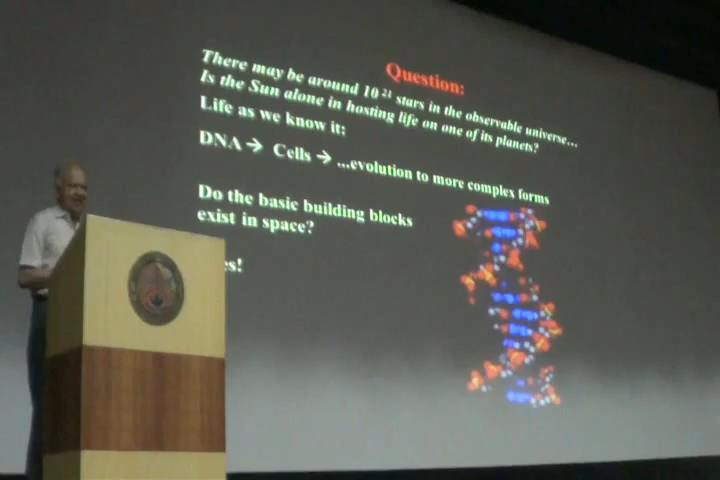 Question:
There may be around 10²¹ stars in the observable universe...
Is the Sun alone in hosting life on one of its planets?
Life as we know it:
DNA → Cells → ...evolution to more complex forms
Do the basic building blocks
exist in space?
es!